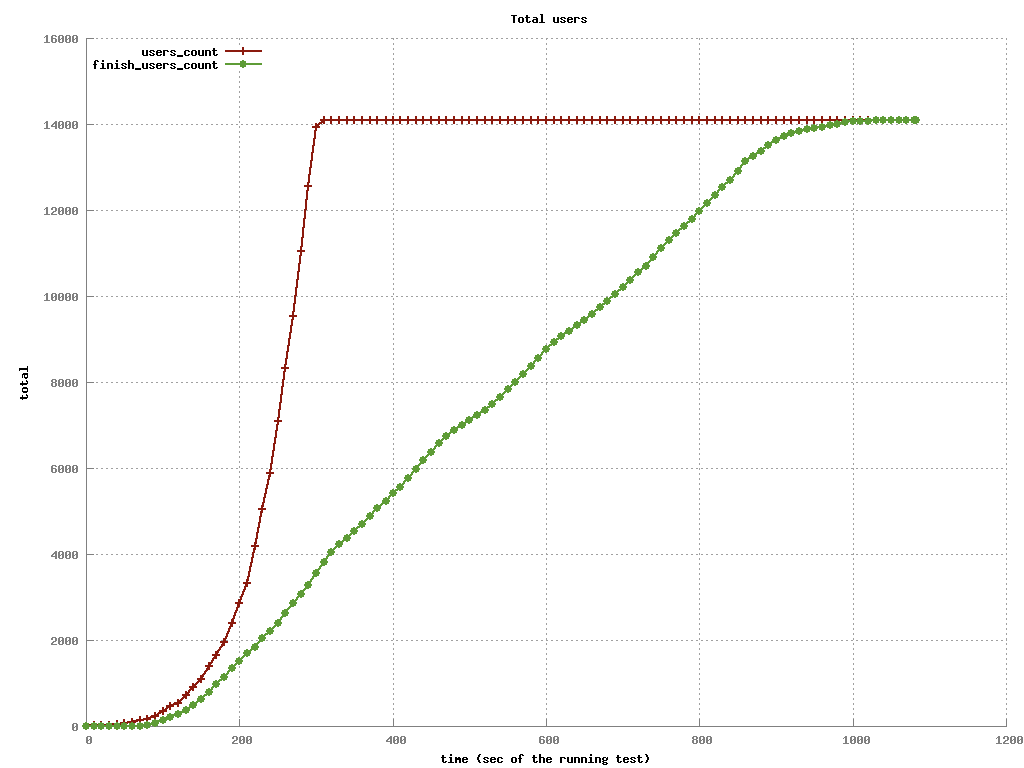 Total users
users_count
finish_users_count
16000
14000
12000
10000
8000
6000
4000
2000
0
total
0 200 400 600 800 1000 1200
time (sec of the running test)